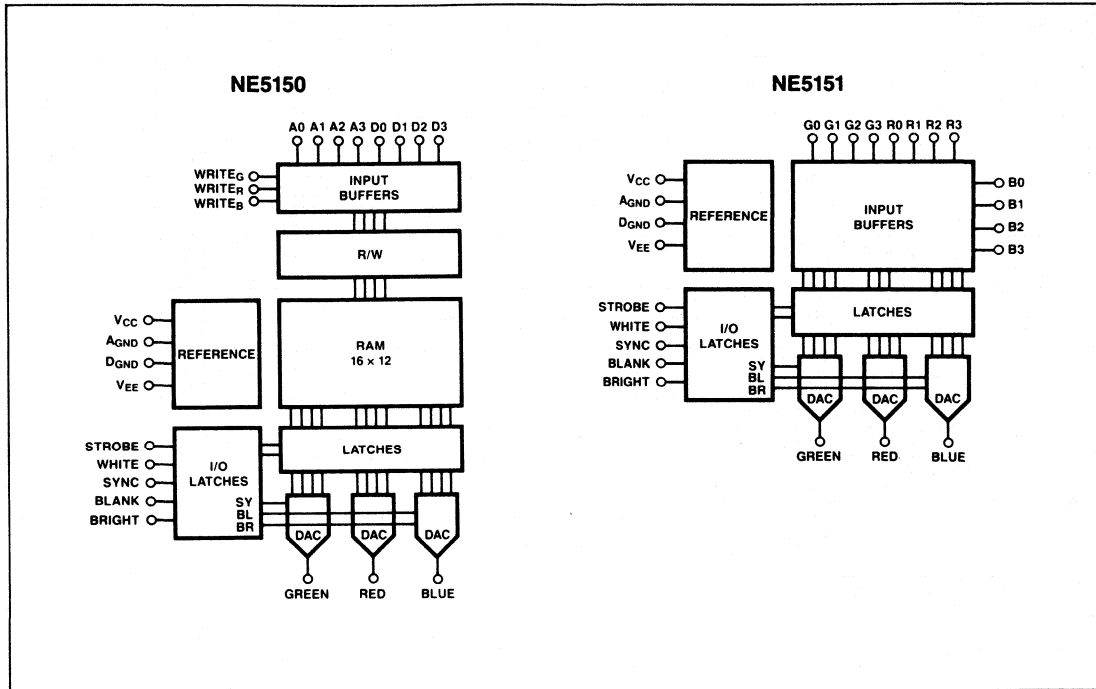 NE5150
A0 A1 A2 A3 D0 D1 D2 D3
WRITEG
WRITER
WRITEB
INPUT
BUFFERS
R/W
VCC
AGND
DGND
VEE
REFERENCE
RAM
16 × 12
STROBE
WHITE
SYNC
BLANK
BRIGHT
I/O
LATCHES
SY
BL
BR
LATCHES
DAC DAC DAC
GREEN RED BLUE
NE5151
G0 G1 G2 G3 R0 R1 R2 R3
VCC
AGND
DGND
VEE
REFERENCE
INPUT
BUFFERS
B0
B1
B2
B3
STROBE
WHITE
SYNC
BLANK
BRIGHT
I/O
LATCHES
SY
BL
BR
LATCHES
DAC DAC DAC
GREEN RED BLUE